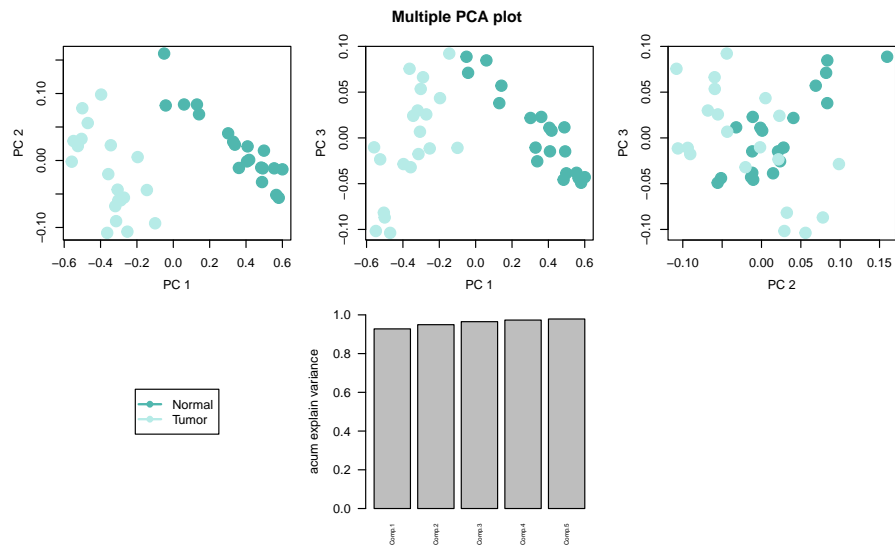 Multiple PCA plot
PC 2
0.10
0.00
−0.10
−0.6 −0.4 −0.2 0.0 0.2 0.4 0.6
PC 1
PC 3
0.10
0.05
0.00
−0.05
−0.10
−0.6 −0.4 −0.2 0.0 0.2 0.4 0.6
PC 1
PC 3
0.10
0.05
0.00
−0.05
−0.10
−0.10 0.00 0.05 0.10 0.15
PC 2
Normal
Tumor
acum explain variance
1.0
0.8
0.6
0.4
0.2
0.0
Comp.1 Comp.2 Comp.3 Comp.4 Comp.5